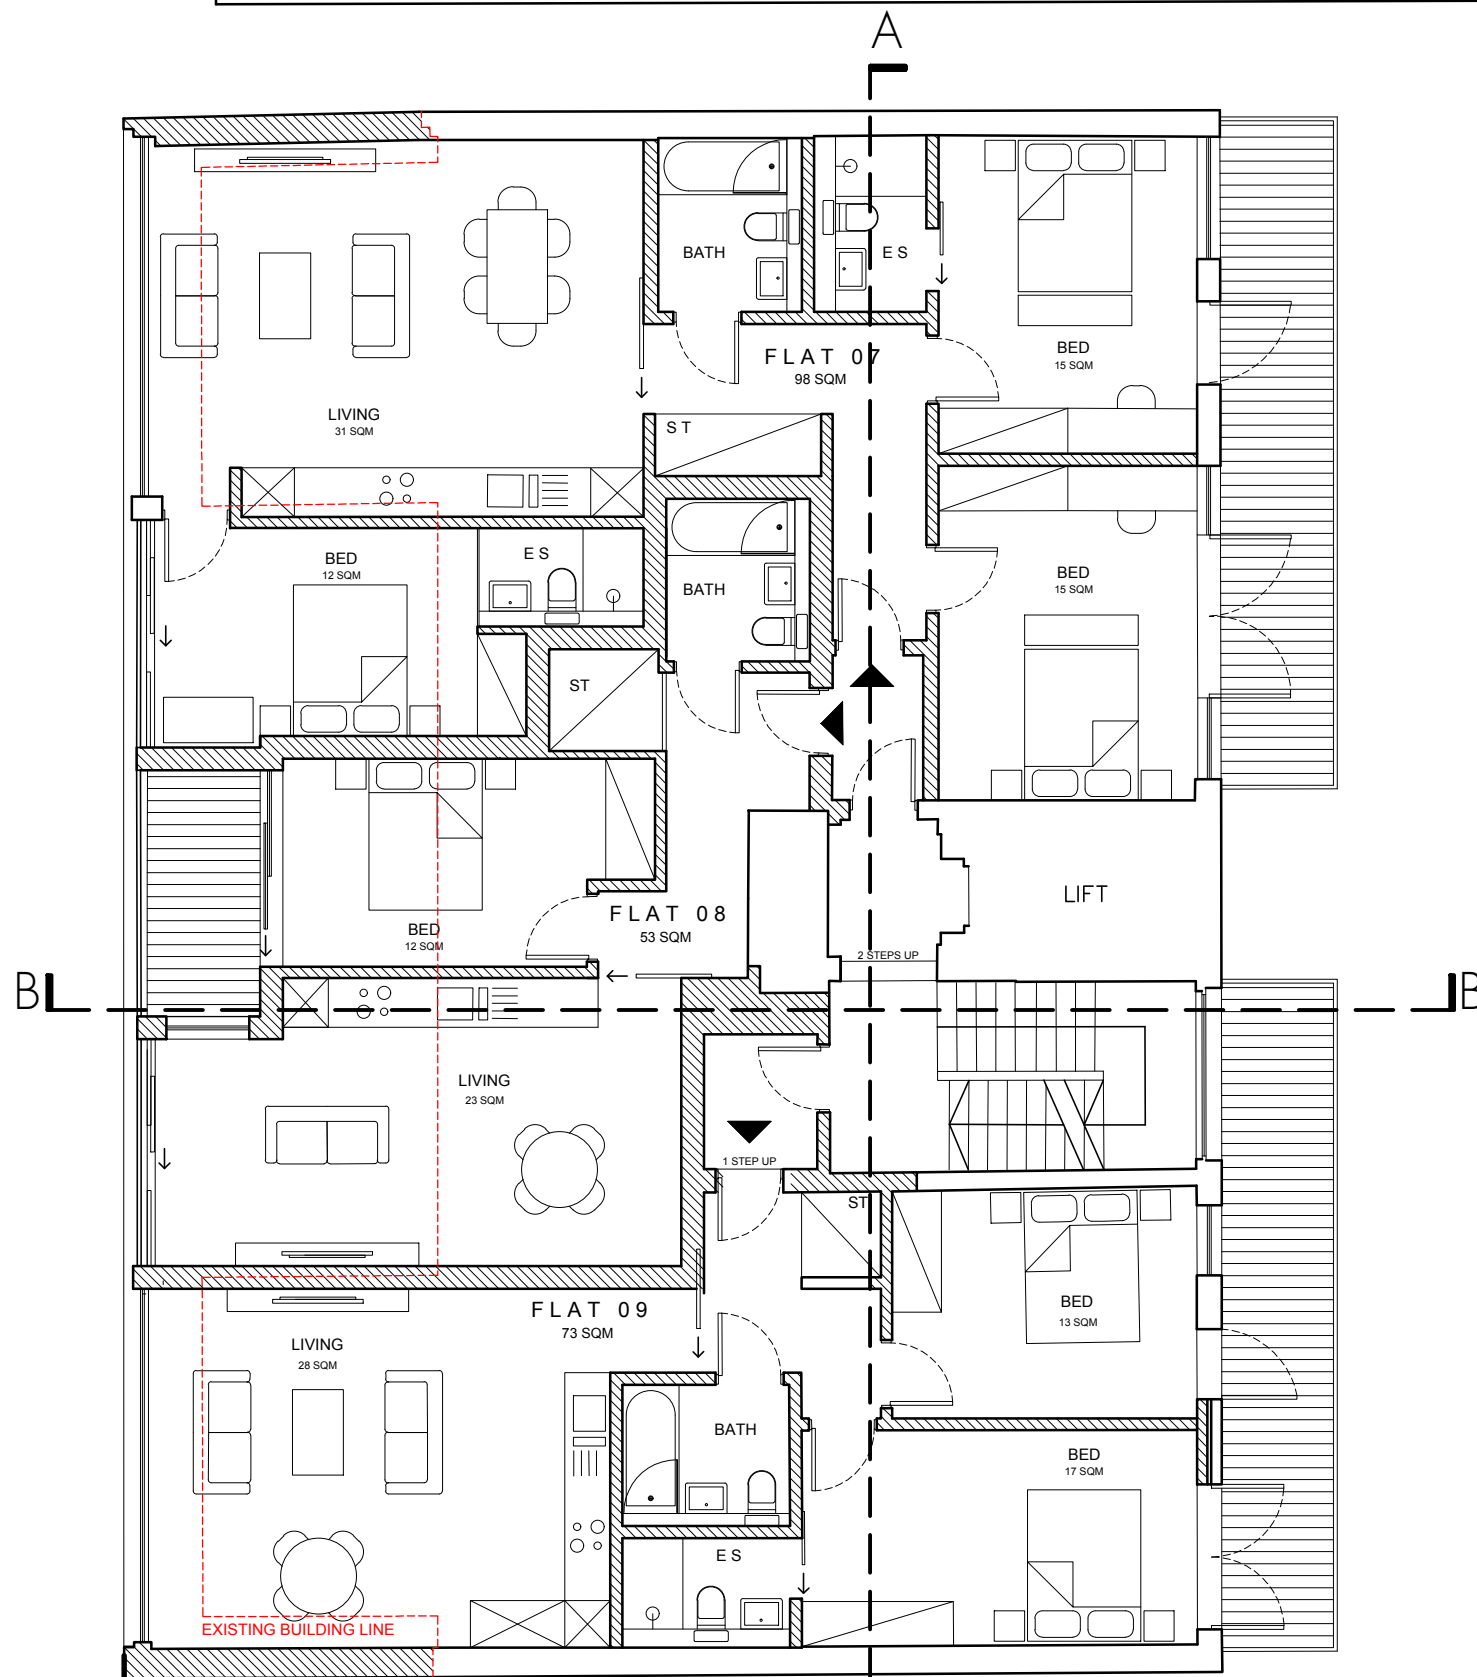 A
BATH
E S
FLAT 07
98 SQM
BED
15 SQM
LIVING
31 SQM
S T
BED
12 SQM
E S
BATH
BED
15 SQM
ST
LIFT
FLAT 08
53 SQM
BED
12 SQM
2 STEPS UP
B
B
LIVING
23 SQM
1 STEP UP
ST
FLAT 09
73 SQM
BED
13 SQM
LIVING
28 SQM
BATH
BED
17 SQM
E S
EXISTING BUILDING LINE